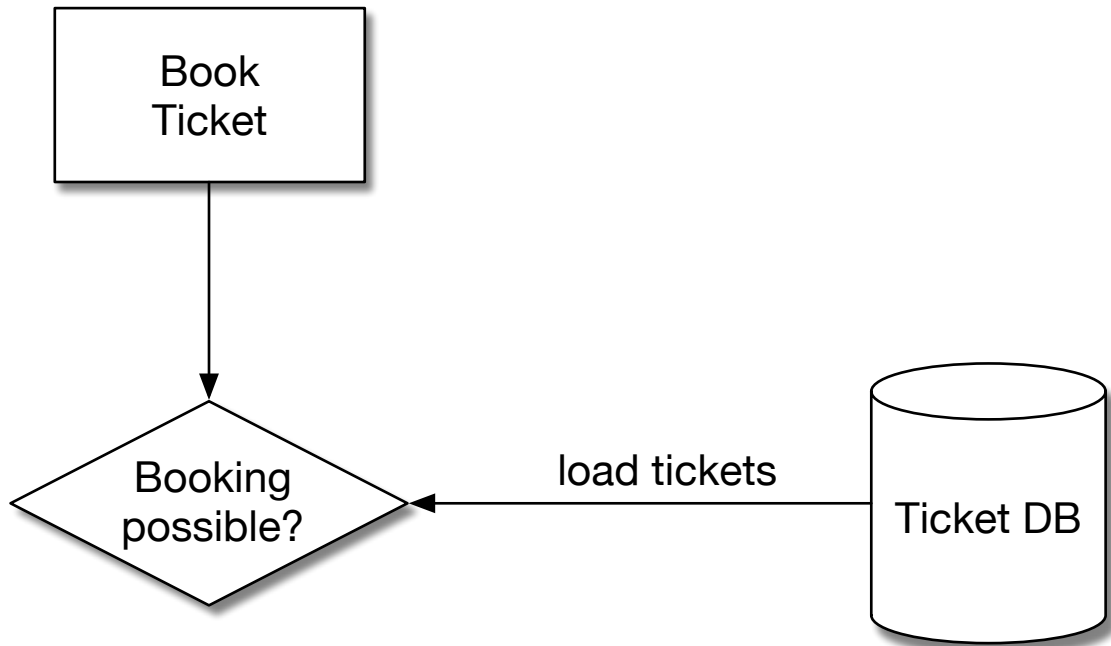 Book
Ticket
Booking
possible?
load tickets
Ticket DB